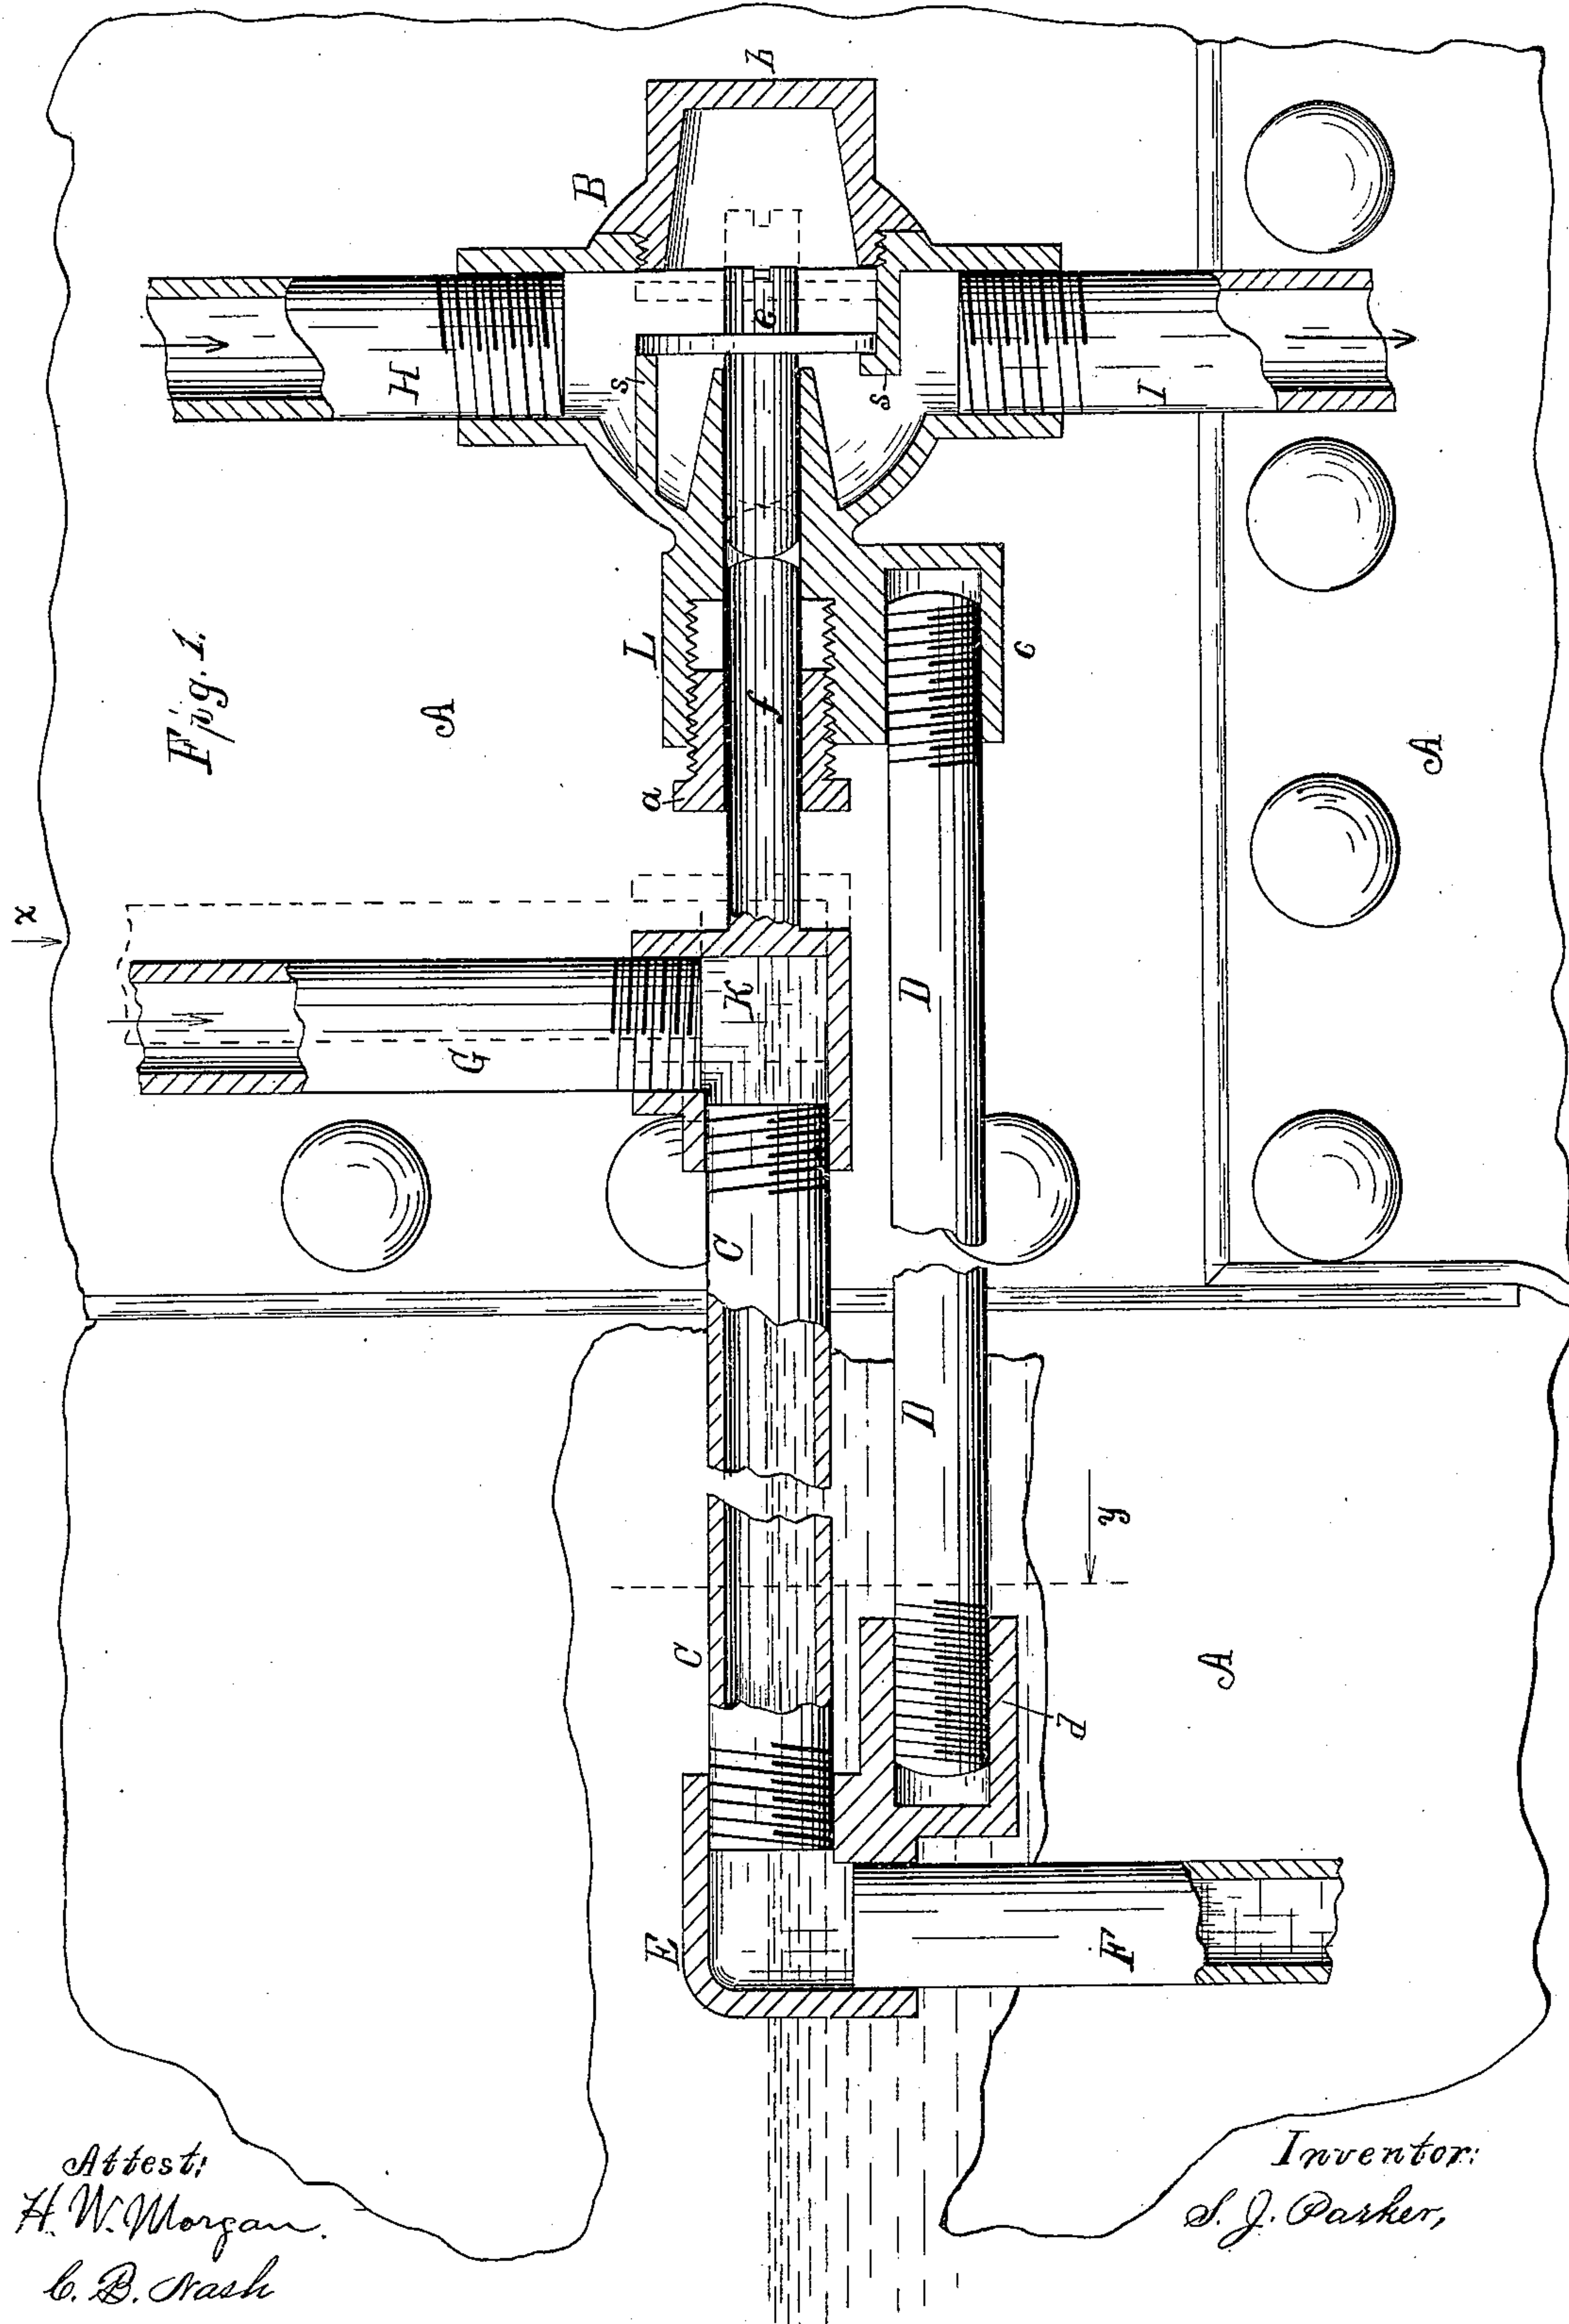 Fig. 1.
h
B
H
e
s
s
I
L
f
c
A
a
A
x
K
D
G
C
D
y
C
A
d
E
F
Attest:
H. W. Morgan.
C. B. Nash
Inventor:
S. J. Parker,